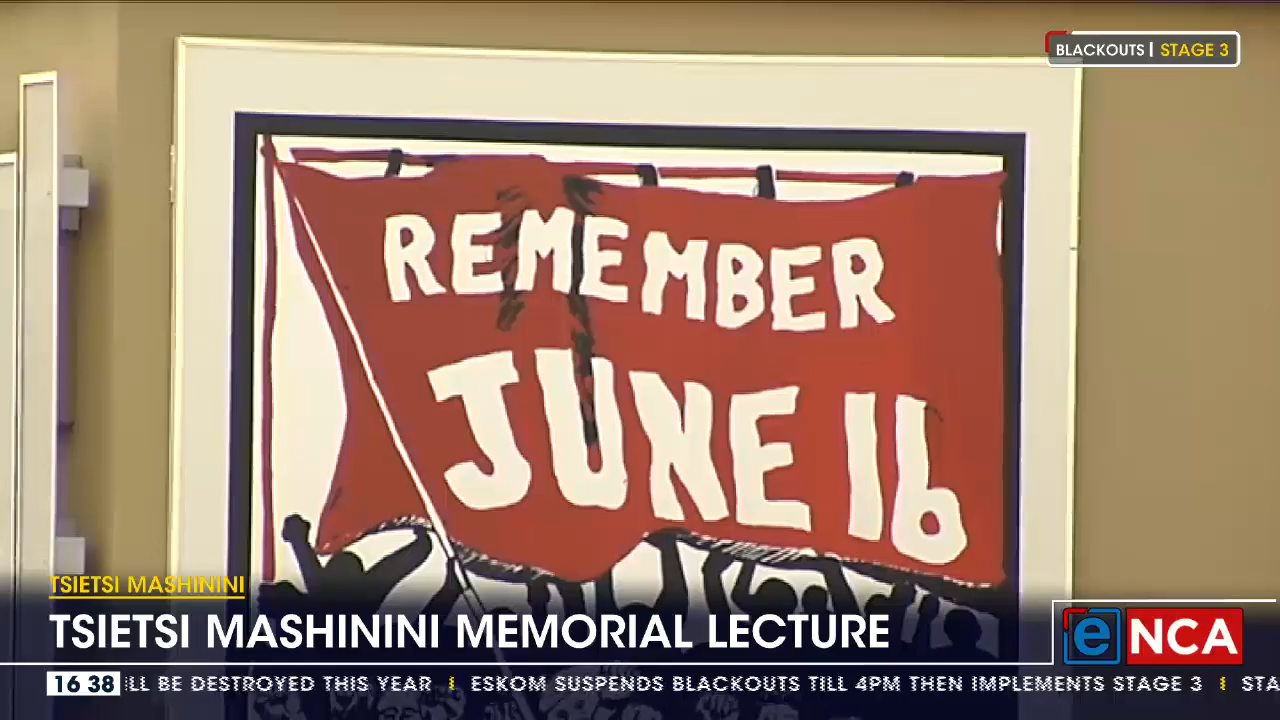 BLACKOUTS | STAGE 3
REMEMBER
JUNE 16
TSIETSI MASHININI
TSIETSI MASHININI MEMORIAL LECTURE
eNCA
16 38 ILL BE DESTROYED THIS YEAR ESKOM SUSPENDS BLACKOUTS TILL 4PM THEN IMPLEMENTS STAGE 3